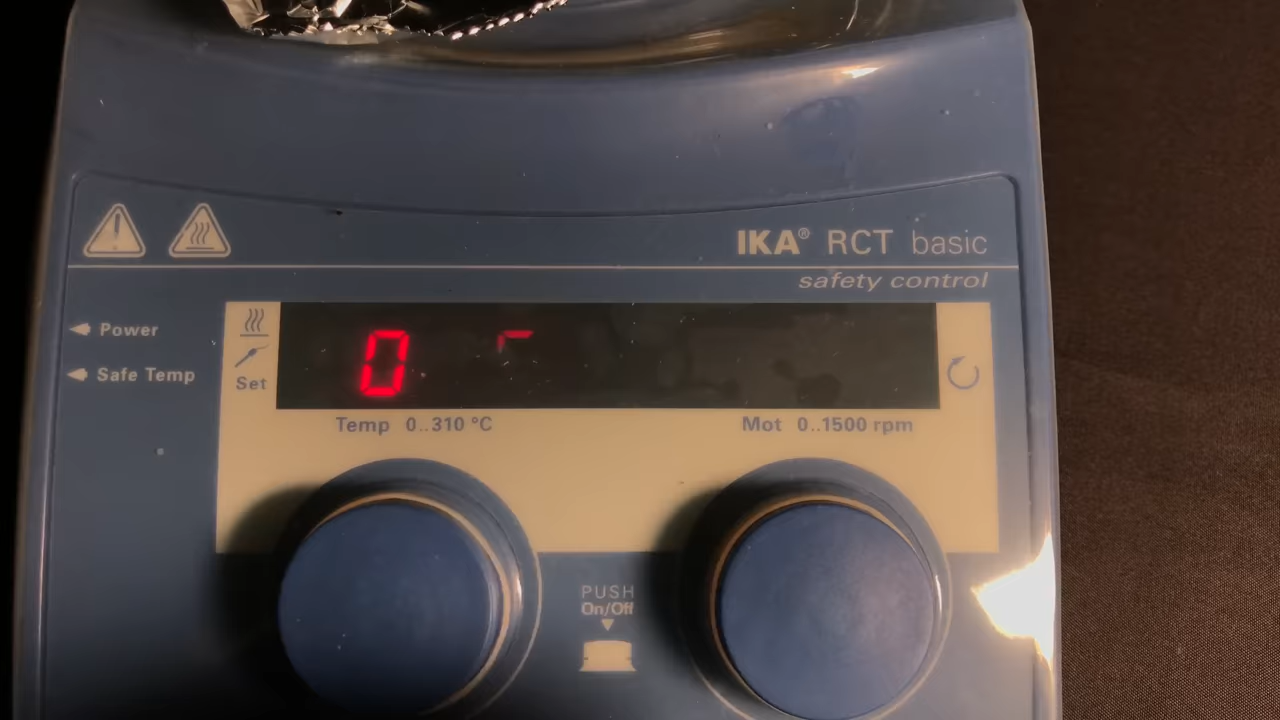 IKA® RCT basic
safety control
Power
Safe Temp
Set
0
Temp 0..310 °C
Mot 0..1500 rpm
PUSH
On/Off